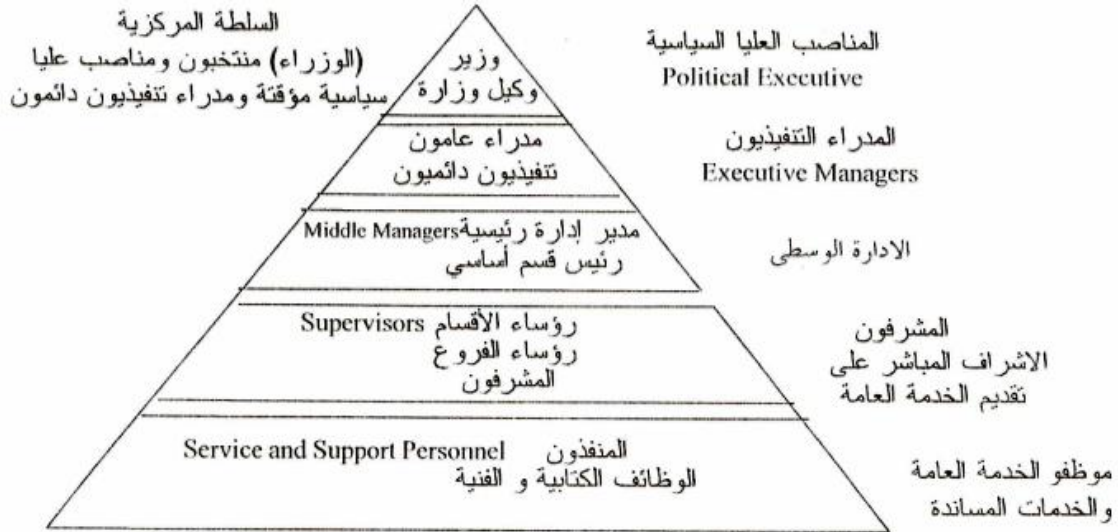 السلطة المركزية
(الوزراء) منتخبون ومناصب عليا
سياسية مؤقتة ومدراء تنفيذيون دائمون
وزير
وكيل وزارة
المناصب العليا السياسية
Political Executive
مدراء عامون
تنفيذيون دائميون
المدراء التنفيذيون
Executive Managers
مدير إدارة رئيسية Middle Managers
رئيس قسم أساسي
الادارة الوسطى
رؤساء الأقسام Supervisors
رؤساء الفروع
المشرفون
المشرفون
الاشراف المباشر على
تقديم الخدمة العامة
المنفذون Service and Support Personnel
الوظائف الكتابية و الفنية
موظفو الخدمة العامة
والخدمات المساندة